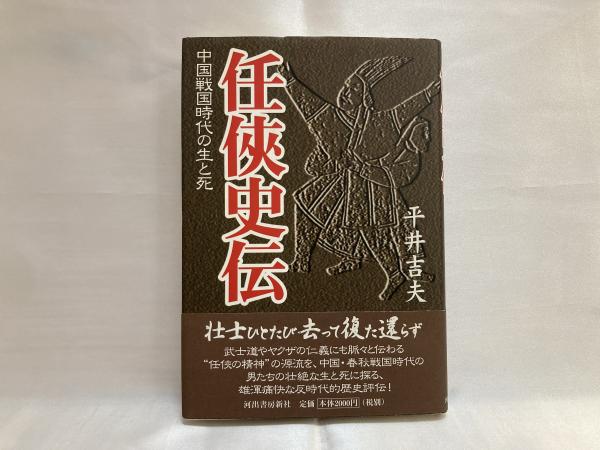 任俠史伝
中国戦国時代の生と死
平井吉夫
壮士ひとたび去って復た還らず
武士道やヤクザの仁義にも脈々と伝わる
“任俠の精神”の源流を、中国・春秋戦国時代の
男たちの壮絶な生と死に探る、
雄渾痛快な反時代的歴史評伝！
河出書房新社 定価 本体2000円（税別）